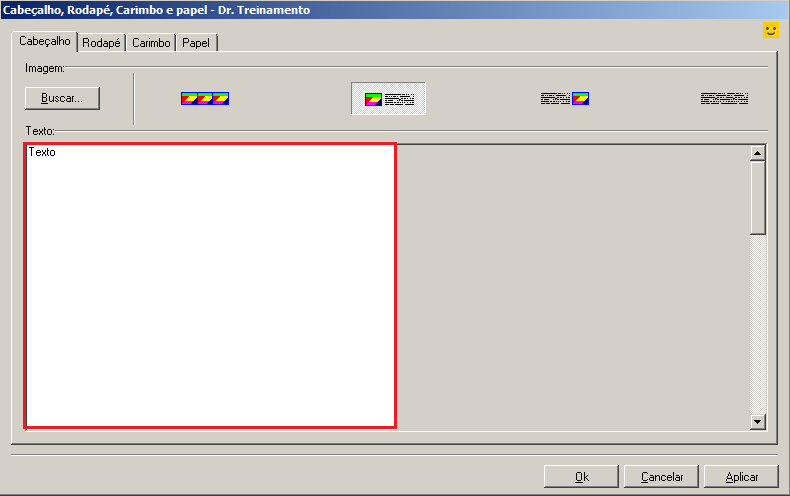 Cabeçalho, Rodapé, Carimbo e papel - Dr. Treinamento
Cabeçalho Rodapé Carimbo Papel
Imagem:
Buscar...
Texto:
Texto
Ok Cancelar Aplicar